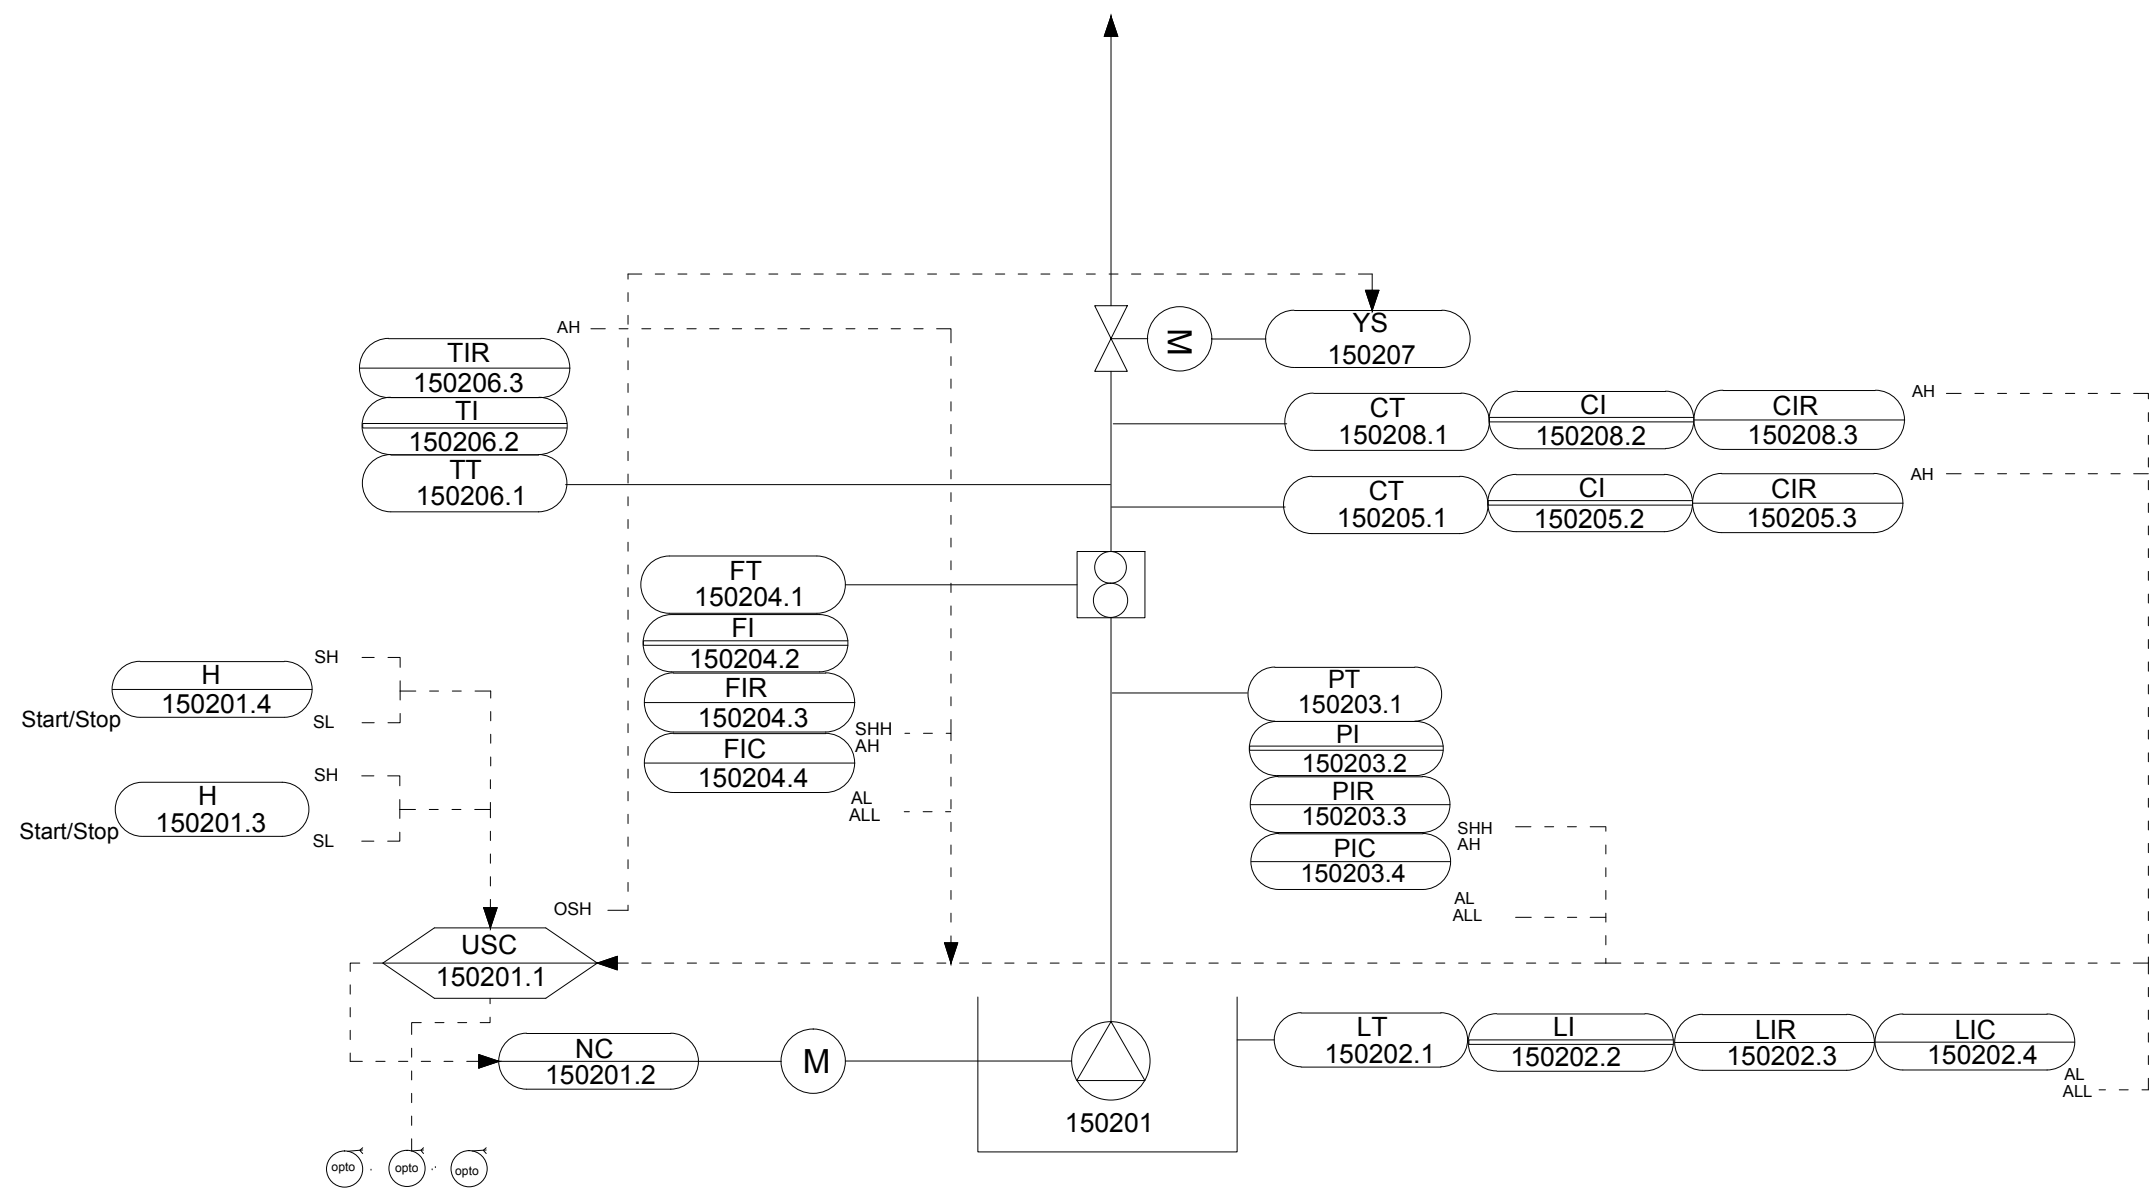 M
YS
150207
AH
TIR
150206.3
TI
150206.2
TT
150206.1
CT
150208.1
CI
150208.2
CIR
150208.3
AH
CT
150205.1
CI
150205.2
CIR
150205.3
AH
FT
150204.1
FI
150204.2
FIR
150204.3
FIC
150204.4
SHH
AH
AL
ALL
H
150201.4
Start/Stop
SH
SL
H
150201.3
Start/Stop
SH
SL
PT
150203.1
PI
150203.2
PIR
150203.3
PIC
150203.4
SHH
AH
AL
ALL
OSH
USC
150201.1
NC
150201.2
M
150201
LT
150202.1
LI
150202.2
LIR
150202.3
LIC
150202.4
AL
ALL
opto
opto
opto